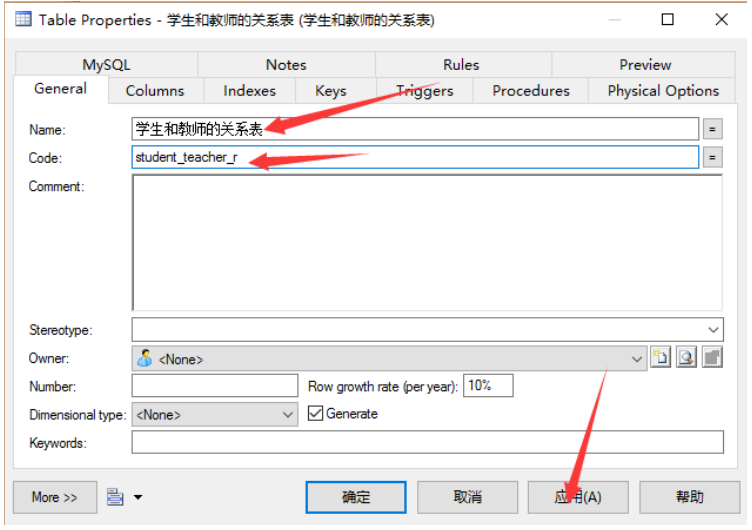 Table Properties - 学生和教师的关系表 (学生和教师的关系表)
MySQL Notes Rules Preview
General Columns Indexes Keys Triggers Procedures Physical Options
Name: 学生和教师的关系表 =
Code: student_teacher_r =
Comment:
Stereotype:
Owner: <None>
Number: Row growth rate (per year): 10%
Dimensional type: <None> Generate
Keywords:
More >> 确定 取消 应用(A) 帮助